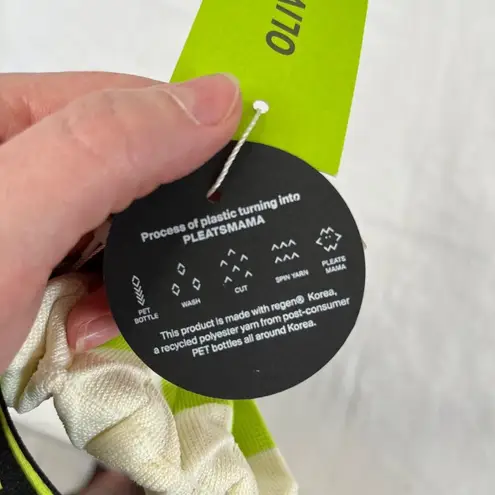 OLIVE
Process of plastic turning into
PLEATSMAMA
PET
BOTTLE
WASH
CUT
SPIN YARN
PLEATS
MAMA
This product is made with regen® Korea,
a recycled polyester yarn from post-consumer
PET bottles all around Korea.